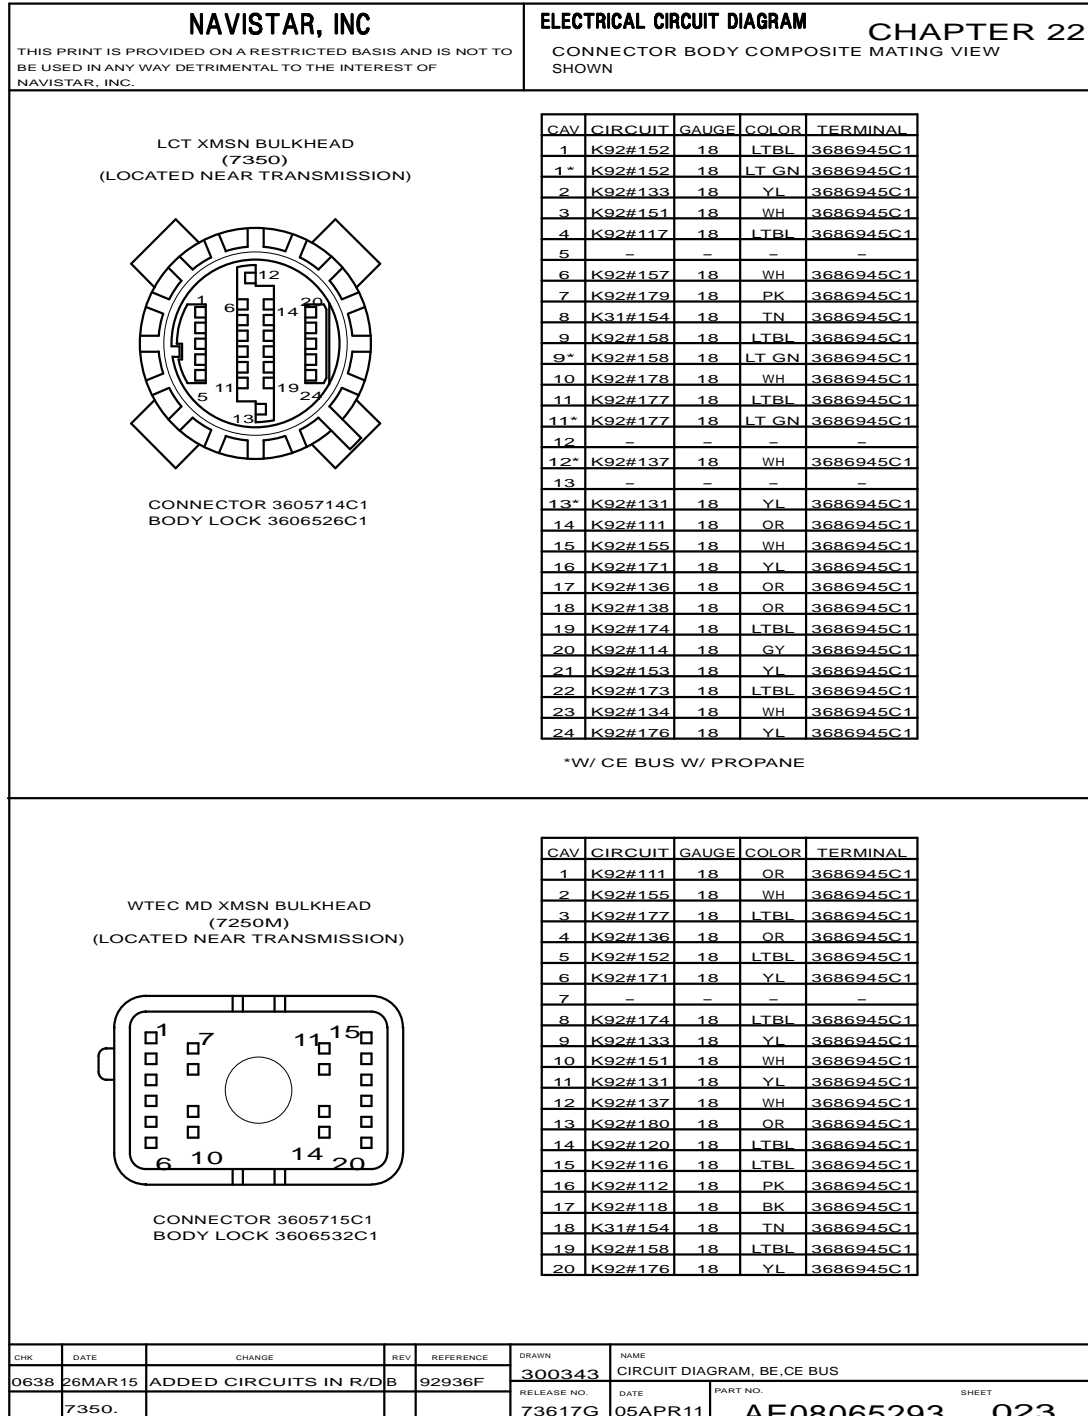 NAVISTAR, INC
THIS PRINT IS PROVIDED ON A RESTRICTED BASIS AND IS NOT TO
BE USED IN ANY WAY DETRIMENTAL TO THE INTEREST OF
NAVISTAR, INC.
ELECTRICAL CIRCUIT DIAGRAM CHAPTER 22
CONNECTOR BODY COMPOSITE MATING VIEW
SHOWN
LCT XMSN BULKHEAD
(7350)
(LOCATED NEAR TRANSMISSION)
12
1 6 14 20
5 11 19 24
13
CONNECTOR 3605714C1
BODY LOCK 3606526C1
CAV CIRCUIT GAUGE COLOR TERMINAL
1 K92#152 18 LTBL 3686945C1
1* K92#152 18 LT GN 3686945C1
2 K92#133 18 YL 3686945C1
3 K92#151 18 WH 3686945C1
4 K92#117 18 LTBL 3686945C1
5 – – – –
6 K92#157 18 WH 3686945C1
7 K92#179 18 PK 3686945C1
8 K31#154 18 TN 3686945C1
9 K92#158 18 LTBL 3686945C1
9* K92#158 18 LT GN 3686945C1
10 K92#178 18 WH 3686945C1
11 K92#177 18 LTBL 3686945C1
11* K92#177 18 LT GN 3686945C1
12 – – – –
12* K92#137 18 WH 3686945C1
13 – – – –
13* K92#131 18 YL 3686945C1
14 K92#111 18 OR 3686945C1
15 K92#155 18 WH 3686945C1
16 K92#171 18 YL 3686945C1
17 K92#136 18 OR 3686945C1
18 K92#138 18 OR 3686945C1
19 K92#174 18 LTBL 3686945C1
20 K92#114 18 GY 3686945C1
21 K92#153 18 YL 3686945C1
22 K92#173 18 LTBL 3686945C1
23 K92#134 18 WH 3686945C1
24 K92#176 18 YL 3686945C1
*W/ CE BUS W/ PROPANE
WTEC MD XMSN BULKHEAD
(7250M)
(LOCATED NEAR TRANSMISSION)
1 7 11 15
6 10 14 20
CONNECTOR 3605715C1
BODY LOCK 3606532C1
CAV CIRCUIT GAUGE COLOR TERMINAL
1 K92#111 18 OR 3686945C1
2 K92#155 18 WH 3686945C1
3 K92#177 18 LTBL 3686945C1
4 K92#136 18 OR 3686945C1
5 K92#152 18 LTBL 3686945C1
6 K92#171 18 YL 3686945C1
7 – – – –
8 K92#174 18 LTBL 3686945C1
9 K92#133 18 YL 3686945C1
10 K92#151 18 WH 3686945C1
11 K92#131 18 YL 3686945C1
12 K92#137 18 WH 3686945C1
13 K92#180 18 OR 3686945C1
14 K92#120 18 LTBL 3686945C1
15 K92#116 18 LTBL 3686945C1
16 K92#112 18 PK 3686945C1
17 K92#118 18 BK 3686945C1
18 K31#154 18 TN 3686945C1
19 K92#158 18 LTBL 3686945C1
20 K92#176 18 YL 3686945C1
CHK DATE CHANGE REV REFERENCE
0638 26MAR15 ADDED CIRCUITS IN R/D B 92936F
7350.
DRAWN NAME
300343 CIRCUIT DIAGRAM, BE,CE BUS
RELEASE NO. DATE PART NO. SHEET
73617G 05APR11 AE08065293 023